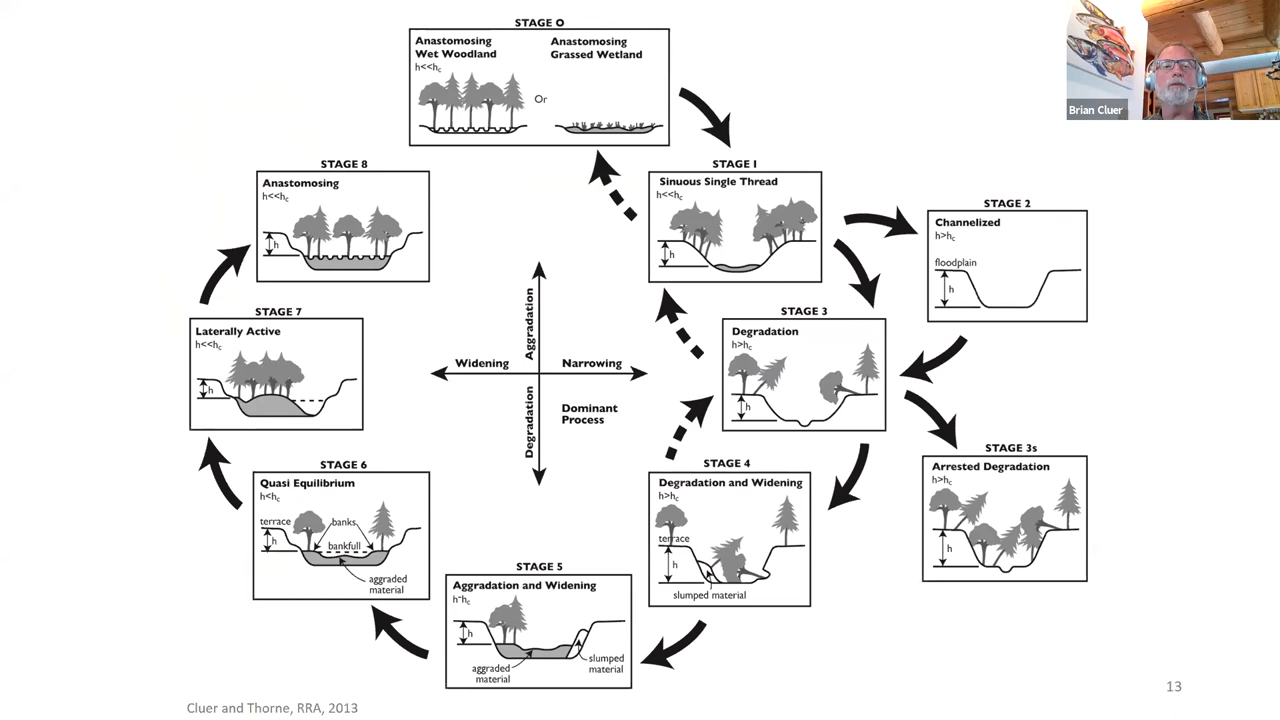 STAGE O
Anastomosing
Wet Woodland
h<<hc
Or
Anastomosing
Grassed Wetland
Brian Cluer
STAGE 8
Anastomosing
h<<hc
h
STAGE I
Sinuous Single Thread
h<<hc
h
STAGE 2
Channelized
h>hc
floodplain
h
STAGE 7
Laterally Active
h<<hc
h
Aggradation
Widening
Narrowing
Degradation
Dominant
Process
STAGE 3
Degradation
h>hc
h
STAGE 3s
Arrested Degradation
h>hc
h
STAGE 6
Quasi Equilibrium
h<hc
terrace
banks
h
bankfull
aggraded
material
STAGE 4
Degradation and Widening
h>hc
terrace
h
slumped material
STAGE 5
Aggradation and Widening
h~hc
h
aggraded
material
slumped
material
13
Cluer and Thorne, RRA, 2013